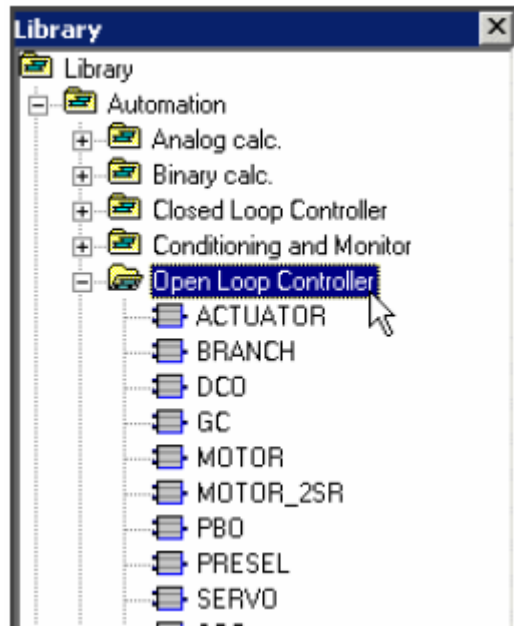 Library
Library
Automation
Analog calc.
Binary calc.
Closed Loop Controller
Conditioning and Monitor
Open Loop Controller
ACTUATOR
BRANCH
DCO
GC
MOTOR
MOTOR_2SR
PBO
PRESEL
SERVO